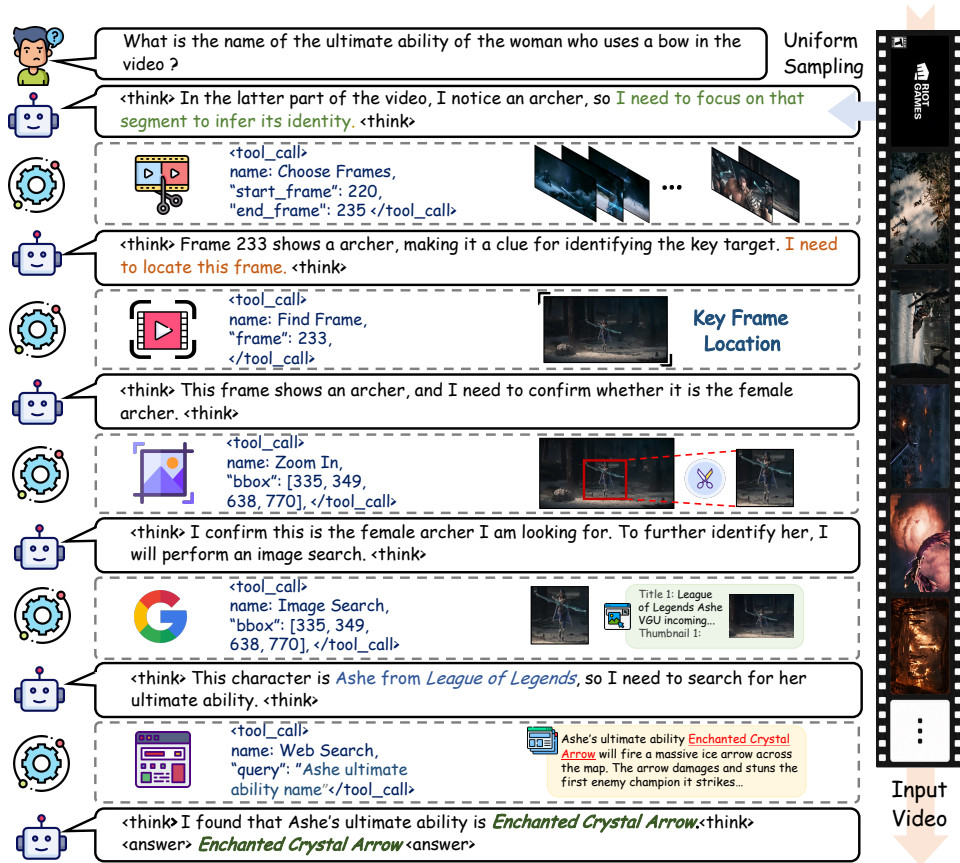 What is the name of the ultimate ability of the woman who uses a bow in the
video ?
Uniform
Sampling
<think> In the latter part of the video, I notice an archer, so I need to focus on that
segment to infer its identity. <think>
RIOT
GAMES
<tool_call>
name: Choose Frames,
“start_frame”: 220,
"end_frame": 235 </tool_call>
...
<think> Frame 233 shows a archer, making it a clue for identifying the key target. I need
to locate this frame. <think>
<tool_call>
name: Find Frame,
“frame”: 233,
</tool_call>
Key Frame
Location
<think> This frame shows an archer, and I need to confirm whether it is the female
archer. <think>
<tool_call>
name: Zoom In,
“bbox”: [335, 349,
638, 770], </tool_call>
<think> I confirm this is the female archer I am looking for. To further identify her, I
will perform an image search. <think>
<tool_call>
name: Image Search,
“bbox”: [335, 349,
638, 770], </tool_call>
Title 1: League
of Legends Ashe
VGU incoming...
Thumbnail 1:
<think> This character is Ashe from League of Legends, so I need to search for her
ultimate ability. <think>
<tool_call>
name: Web Search,
“query”: ”Ashe ultimate
ability name”</tool_call>
Ashe’s ultimate ability Enchanted Crystal
Arrow will fire a massive ice arrow across
the map. The arrow damages and stuns the
first enemy champion it strikes…
Input
Video
<think> I found that Ashe’s ultimate ability is Enchanted Crystal Arrow.<think>
<answer> Enchanted Crystal Arrow <answer>